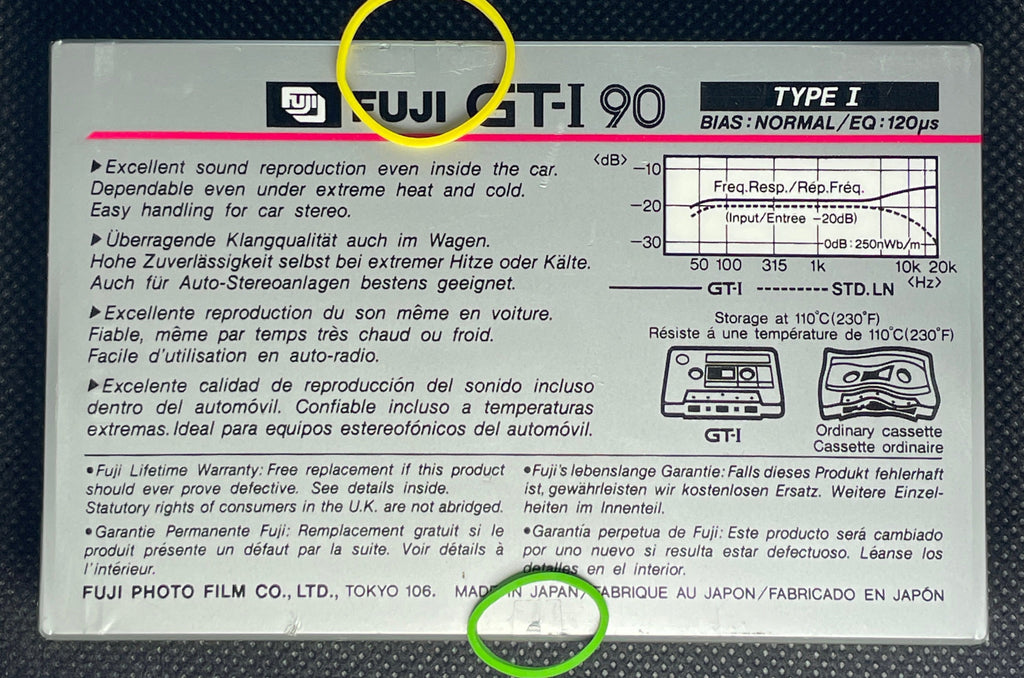 FUJI FUJI GT-I 90
TYPE I
BIAS:NORMAL/EQ:120µs
▶Excellent sound reproduction even inside the car.
Dependable even under extreme heat and cold.
Easy handling for car stereo.
▶Überragende Klangqualität auch im Wagen.
Hohe Zuverlässigkeit selbst bei extremer Hitze oder Kälte.
Auch für Auto-Stereoanlagen bestens geeignet.
▶Excellente reproduction du son même en voiture.
Fiable, même par temps très chaud ou froid.
Facile d'utilisation en auto-radio.
▶Excelente calidad de reproducción del sonido incluso
dentro del automóvil. Confiable incluso a temperaturas
extremas. Ideal para equipos estereofónicos del automóvil.
<dB>
-10
-20
-30
Freq.Resp./Rép.Fréq.
(Input/Entree -20dB)
0dB:250nWb/m
50 100 315 1k 10k 20k
<Hz>
GT-I STD.LN
Storage at 110°C(230°F)
Résiste á une température de 110°C(230°F)
GT-I
Ordinary cassette
Cassette ordinaire
•Fuji Lifetime Warranty: Free replacement if this product
should ever prove defective. See details inside.
Statutory rights of consumers in the U.K. are not abridged.
•Garantie Permanente Fuji: Remplacement gratuit si le
produit présente un défaut par la suite. Voir détails à
l'intérieur.
•Fuji's lebenslange Garantie: Falls dieses Produkt fehlerhaft
ist, gewährleisten wir kostenlosen Ersatz. Weitere Einzel-
heiten im Innenteil.
•Garantía perpetua de Fuji: Este producto será cambiado
por uno nuevo si resulta estar defectuoso. Léanse los
detalles en el interior.
FUJI PHOTO FILM CO., LTD., TOKYO 106. MADE IN JAPAN/FABRIQUE AU JAPON/FABRICADO EN JAPÓN